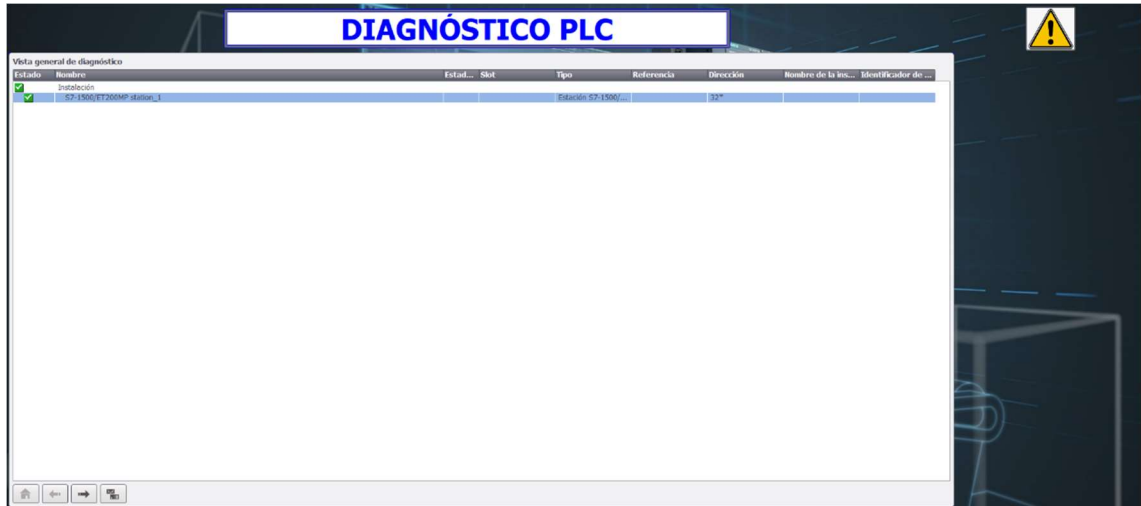 DIAGNÓSTICO PLC
Vista general de diagnóstico
Estado Nombre Estad... Slot Tipo Referencia Dirección Nombre de la ins... Identificador de ...
Instalación
S7-1500/ET200MP station_1 Estación S7-1500/... 32*